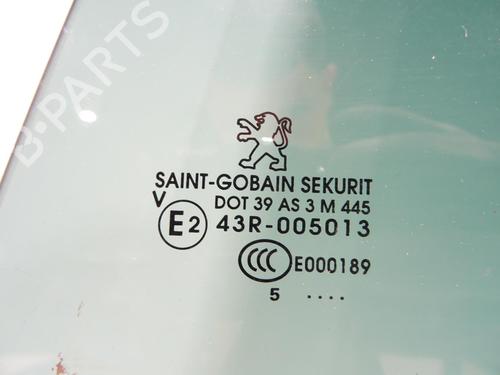 B-PARTS
SAINT-GOBAIN SEKURIT
V DOT 39 AS 3 M 445
E2 43R-005013
CCC E000189
5 ....